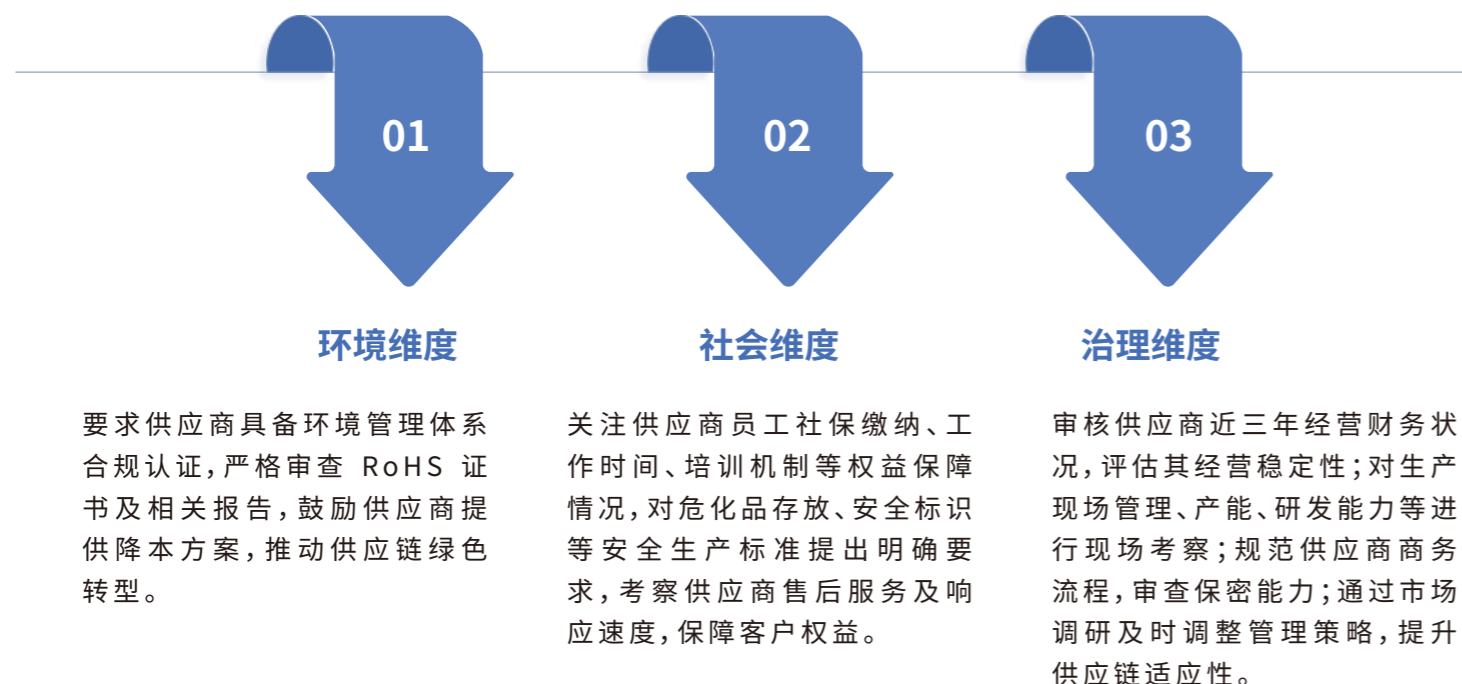 01
02
03
环境维度
要求供应商具备环境管理体系
合规认证,严格审查 RoHS 证
书及相关报告,鼓励供应商提
供降本方案,推动供应链绿色
转型。
社会维度
关注供应商员工社保缴纳、工
作时间、培训机制等权益保障
情况,对危化品存放、安全标识
等安全生产标准提出明确要
求,考察供应商售后服务及响
应速度,保障客户权益。
治理维度
审核供应商近三年经营财务状
况,评估其经营稳定性;对生产
现场管理、产能、研发能力等进
行现场考察;规范供应商商务
流程,审查保密能力;通过市场
调研及时调整管理策略,提升
供应链适应性。